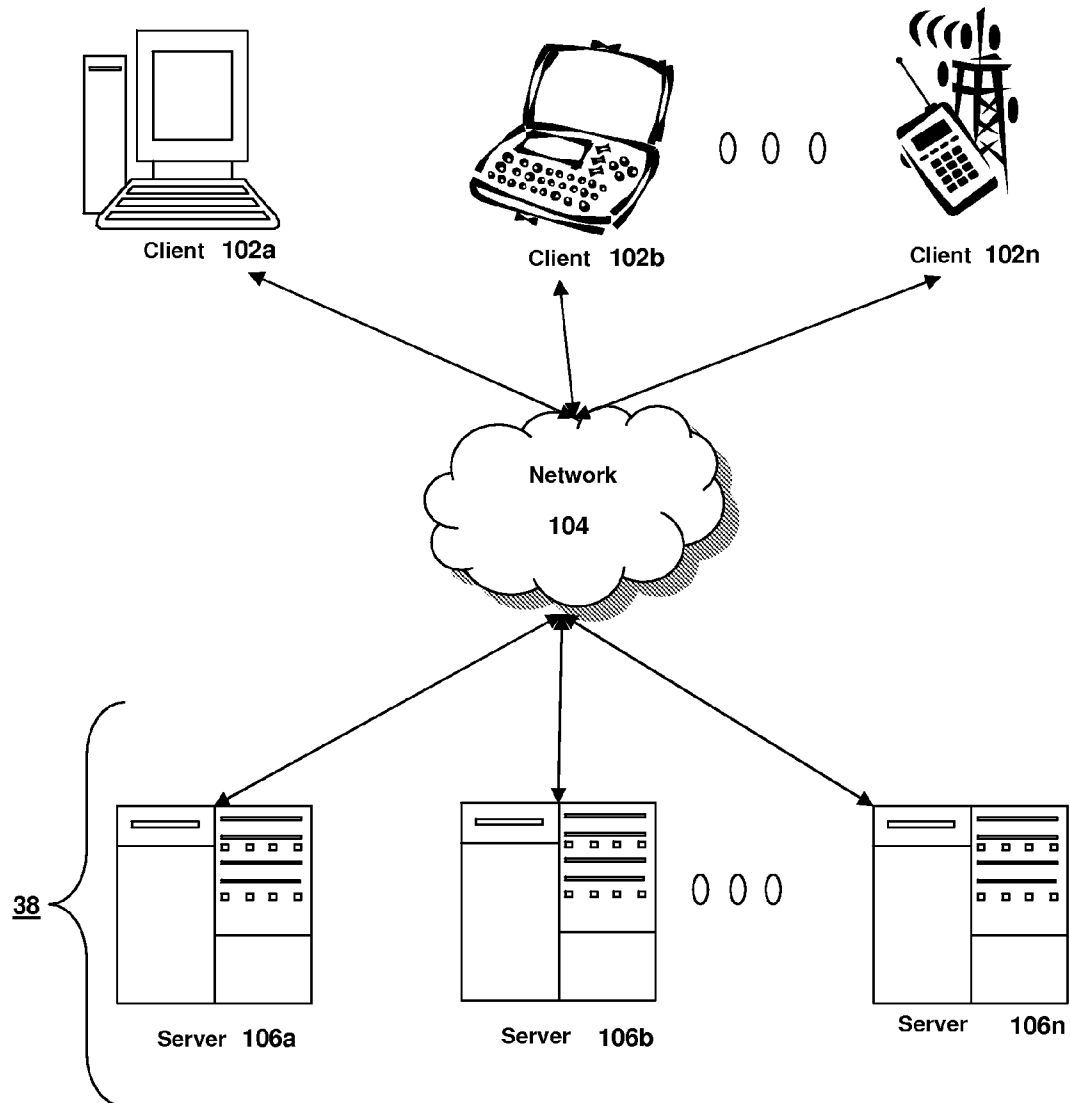 Client 102a
Client 102b
Client 102n
Network
104
38
Server 106a
Server 106b
Server 106n